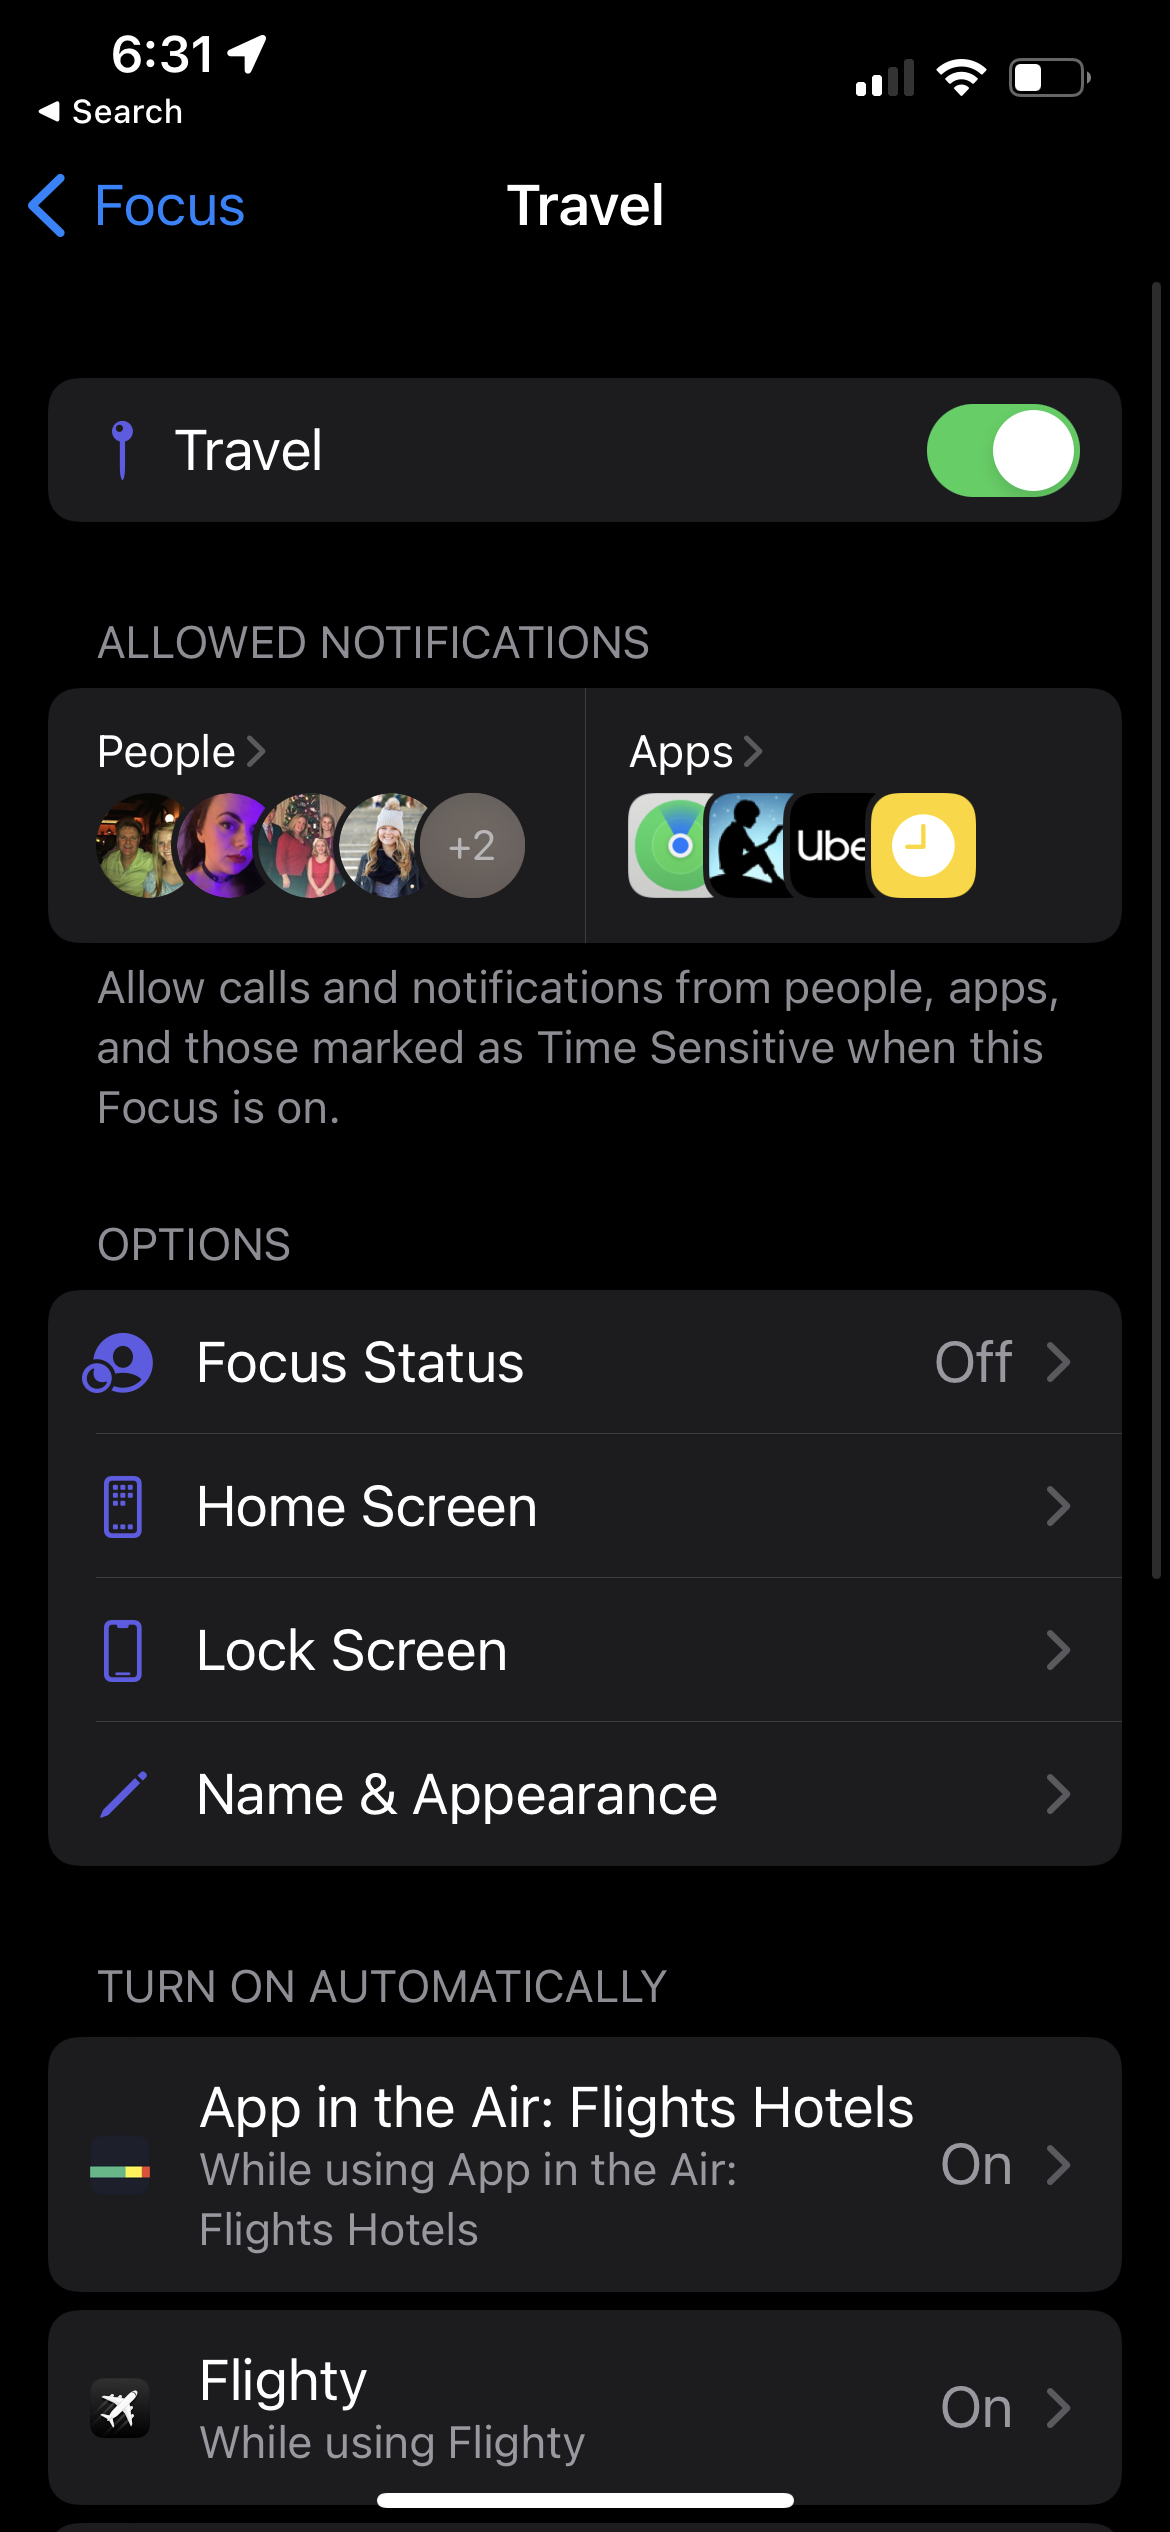 6:31
Search
Focus
Travel
Travel
ALLOWED NOTIFICATIONS
People
Apps
+2
Ube
Allow calls and notifications from people, apps,
and those marked as Time Sensitive when this
Focus is on.
OPTIONS
Focus Status Off
Home Screen
Lock Screen
Name & Appearance
TURN ON AUTOMATICALLY
App in the Air: Flights Hotels
While using App in the Air:
Flights Hotels
On
Flighty
While using Flighty
On